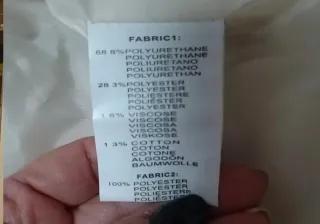 FABRIC1:
68 8%POLYURETHANE
POLYURETHANE
POLIURETANO
POLIURETANO
POLYURETHAN
28 3%POLYESTER
POLYESTER
POLIESTERE
POLIÉSTER
POLYESTER
1 6% VISCOSE
VISCOSE
VISCOSA
VISCOSA
VISKOSE
1 3% COTTON
COTON
COTONE
ALGODÓN
BAUMWOLLE
FABRIC2:
100% POLYESTER
POLYESTER
POLIESTERE
POLIÉSTER